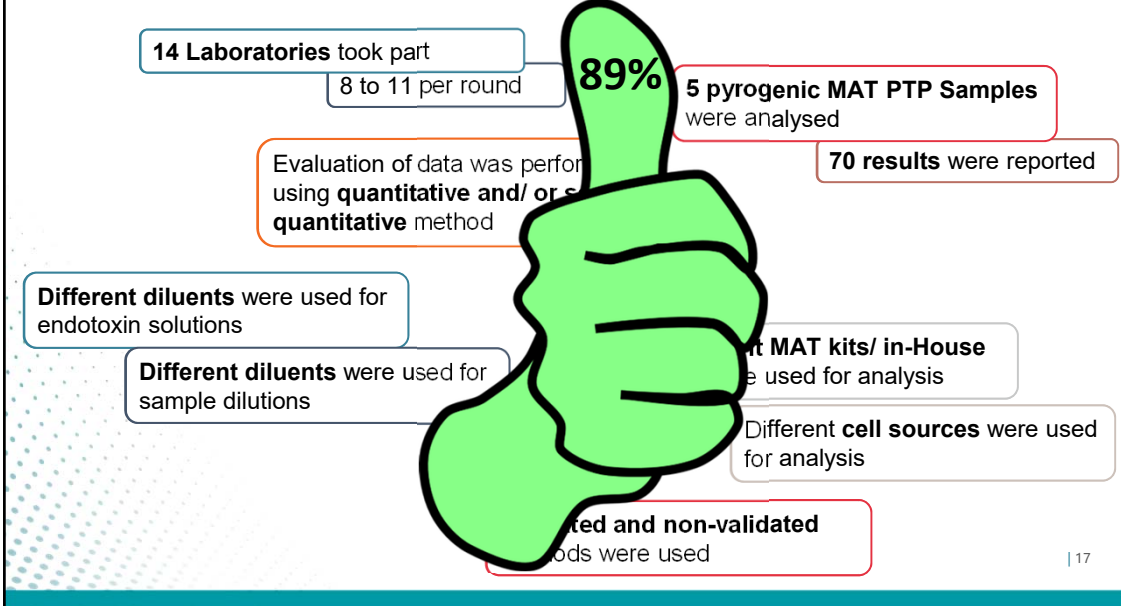 14 Laboratories took part
8 to 11 per round
89%
5 pyrogenic MAT PTP Samples
were analysed
70 results were reported
Evaluation of data was
using quantitative and/ or
quantitative method
Different diluents were used for
endotoxin solutions
Different diluents were used for
sample dilutions
MAT kits/ in-House
used for analysis
Different cell sources were used
for analysis
and non-validated
were used
| 17